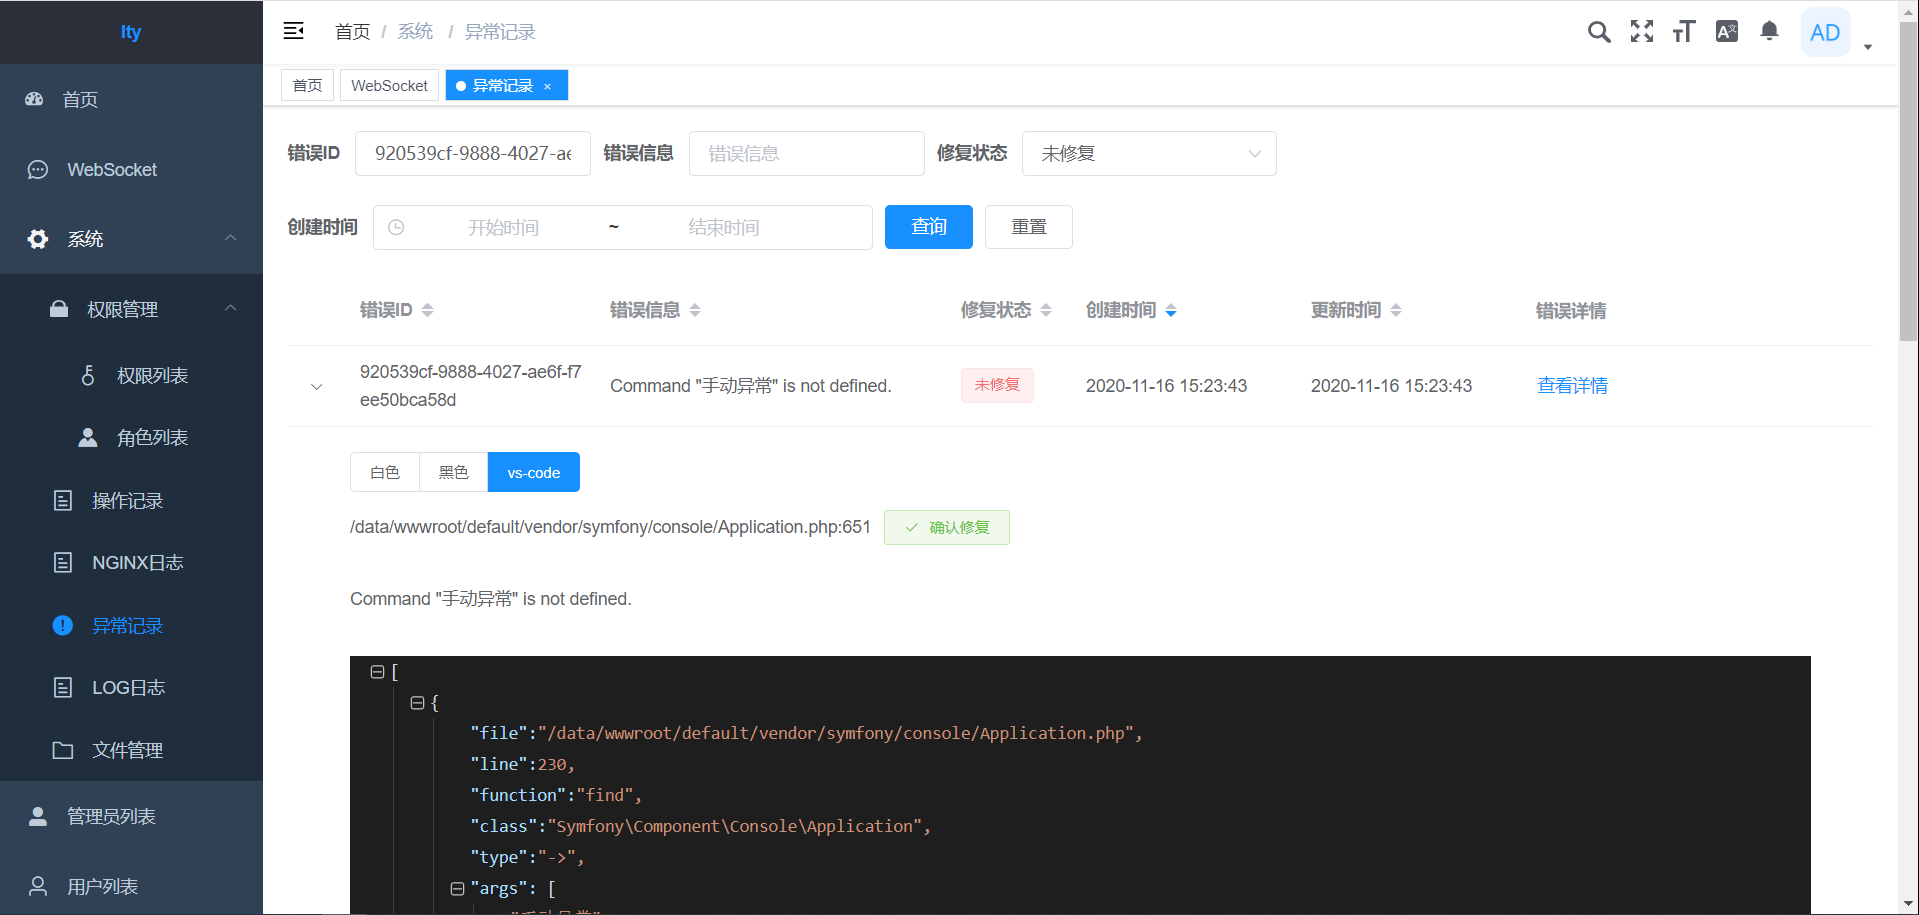 lty
首页
WebSocket
系统
权限管理
权限列表
角色列表
操作记录
NGINX日志
异常记录
LOG日志
文件管理
管理员列表
用户列表
首页 / 系统 / 异常记录
AD
首页 WebSocket 异常记录 ×
错误ID 920539cf-9888-4027-ae 错误信息 错误信息 修复状态 未修复
创建时间 开始时间 ~ 结束时间 查询 重置
错误ID 错误信息 修复状态 创建时间 更新时间 错误详情
920539cf-9888-4027-ae6f-f7
ee50bca58d
Command "手动异常" is not defined. 未修复 2020-11-16 15:23:43 2020-11-16 15:23:43 查看详情
白色 黑色 vs-code
/data/wwwroot/default/vendor/symfony/console/Application.php:651 确认修复
Command "手动异常" is not defined.
[
{
"file":"/data/wwwroot/default/vendor/symfony/console/Application.php",
"line":230,
"function":"find",
"class":"Symfony\Component\Console\Application",
"type":"->",
"args": [
"手动异常"